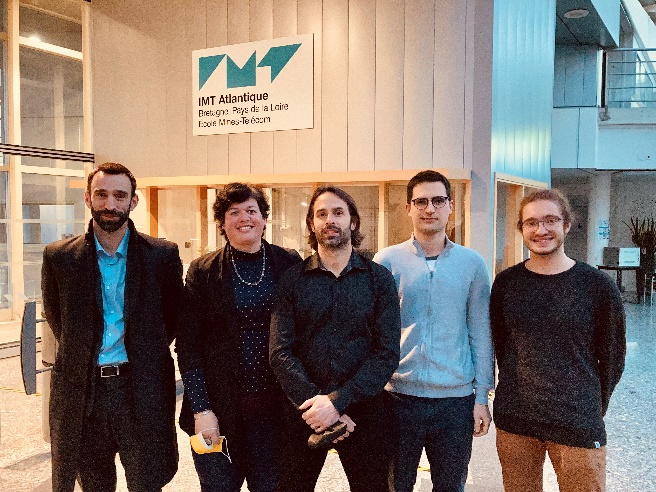 IMT Atlantique
Bretagne-Pays de la Loire
École Mines-Télécom